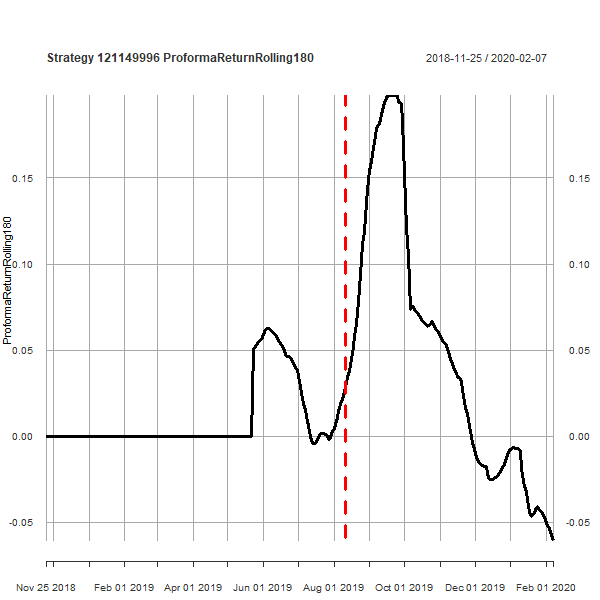 Strategy 121149996 ProformaReturnRolling180
2018-11-25 / 2020-02-07
ProformaReturnRolling180
0.15 0.15
0.10 0.10
0.05 0.05
0.00 0.00
-0.05 -0.05
Nov 25 2018 Feb 01 2019 Apr 01 2019 Jun 01 2019 Aug 01 2019 Oct 01 2019 Dec 01 2019 Feb 01 2020